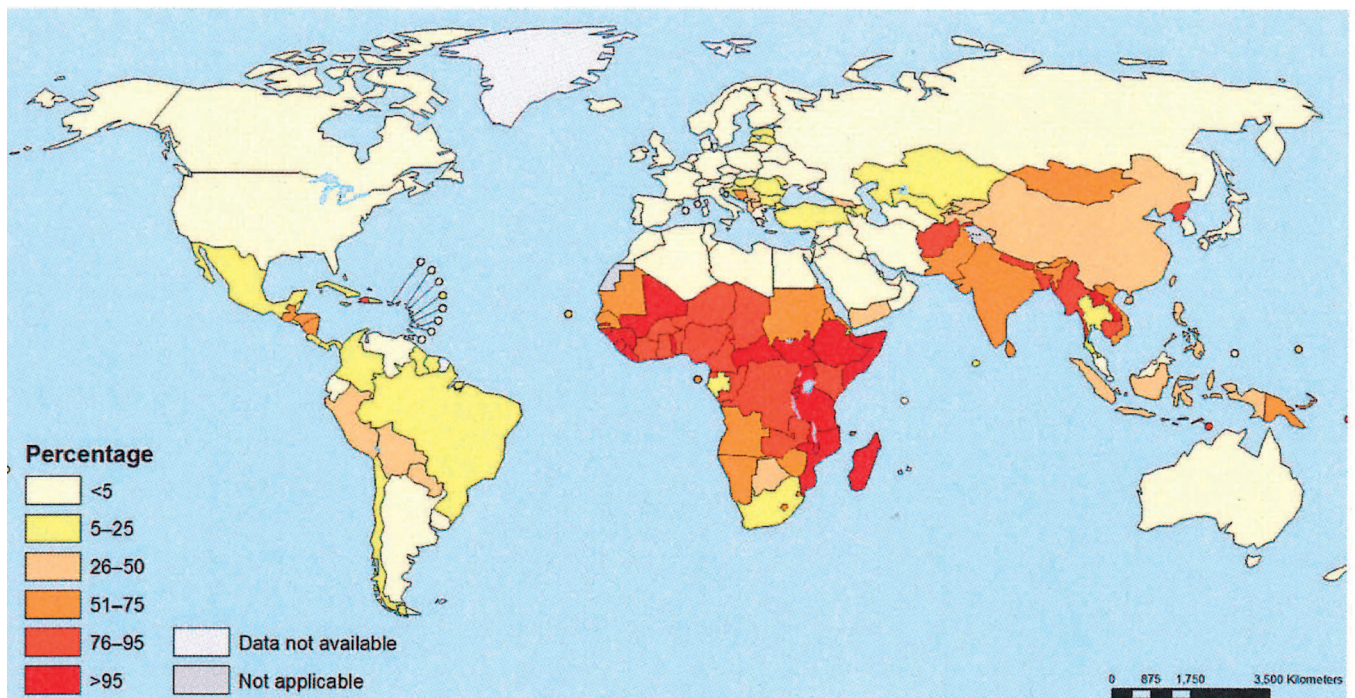 Percentage
<5
5–25
26–50
51–75
76–95
>95
Data not available
Not applicable
0 875 1,750 3,500 Kilometers